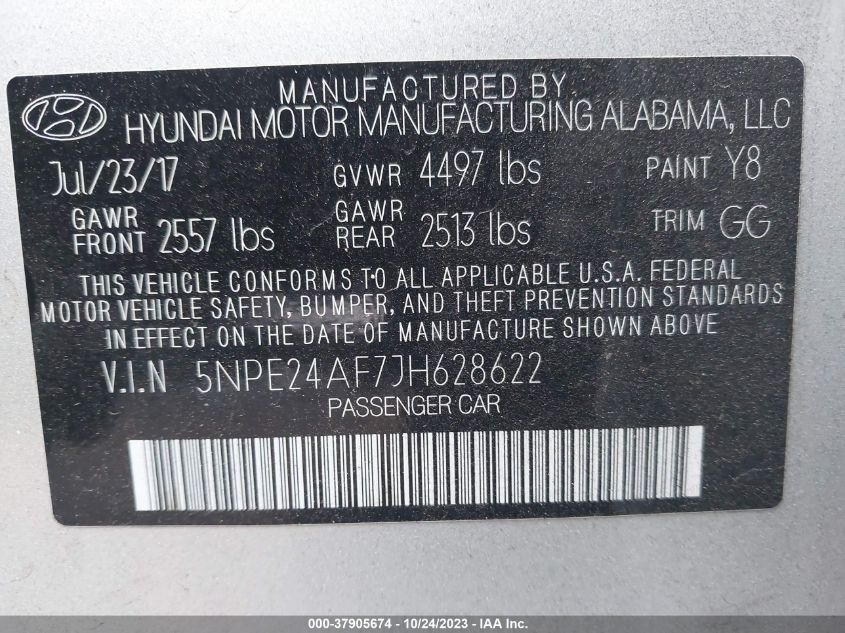 MANUFACTURED BY
HYUNDAI MOTOR MANUFACTURING ALABAMA, LLC
Jul/23/17 GVWR 4497 lbs PAINT Y8
GAWR FRONT 2557 lbs GAWR REAR 2513 lbs TRIM GG
THIS VEHICLE CONFORMS TO ALL APPLICABLE U.S.A. FEDERAL
MOTOR VEHICLE SAFETY, BUMPER, AND THEFT PREVENTION STANDARDS
IN EFFECT ON THE DATE OF MANUFACTURE SHOWN ABOVE
V.I.N 5NPE24AF7JH628622
PASSENGER CAR
000-37905674 - 10/24/2023 - IAA Inc.